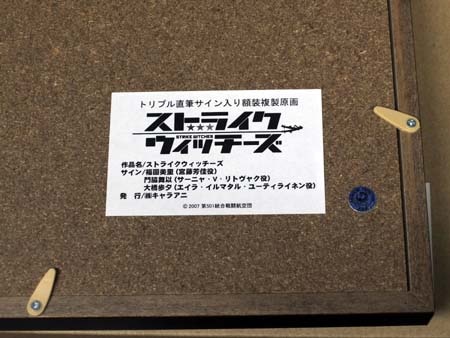 トリプル直筆サイン入り額装複製原画
ストライク
STRIKE WITCHES
ウィッチーズ
作品名/ストライクウィッチーズ
サイン/福圓美里(宮藤芳佳役)
門脇舞以(サーニャ・V・リトヴャク役)
大橋歩夕(エイラ・イルマタル・ユーティライネン役)
発 行/㈱キャラアニ
© 2007 第501統合戦闘航空団